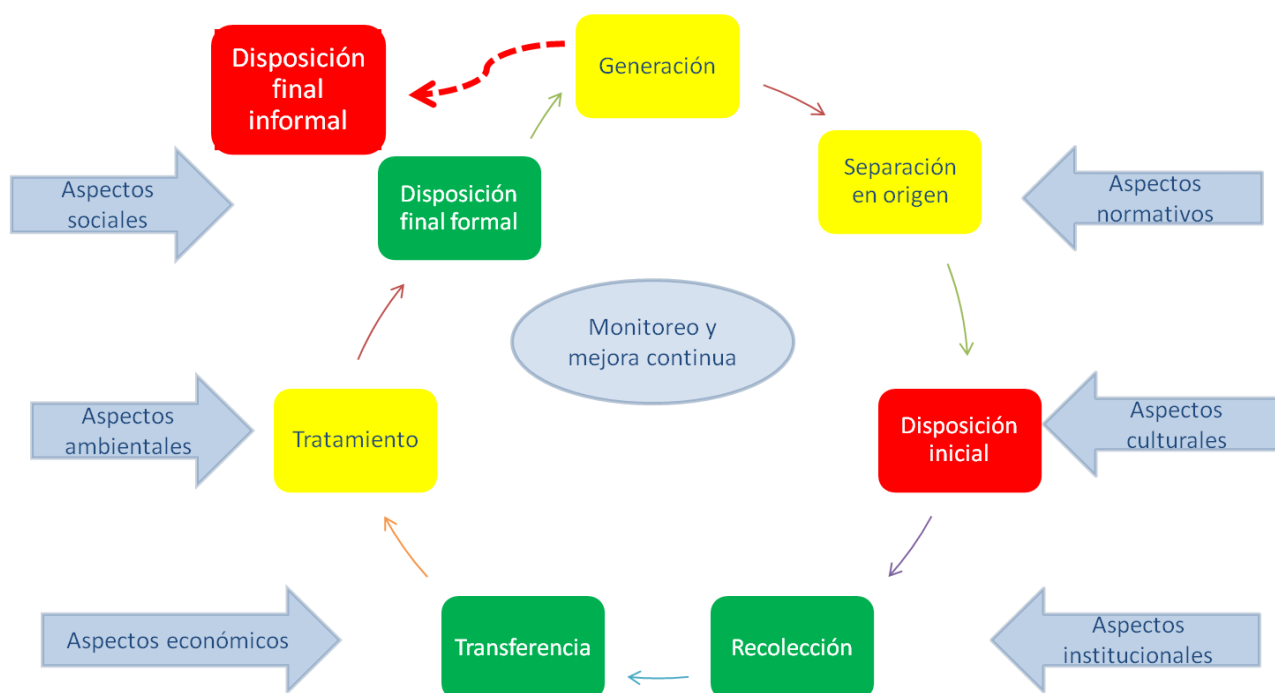 Disposición
final
informal
Generación
Separación
en origen
Disposición
final formal
Aspectos
sociales
Aspectos
normativos
Monitoreo y
mejora continua
Aspectos
ambientales
Tratamiento
Disposición
inicial
Aspectos
culturales
Aspectos económicos
Transferencia
Recolección
Aspectos
institucionales